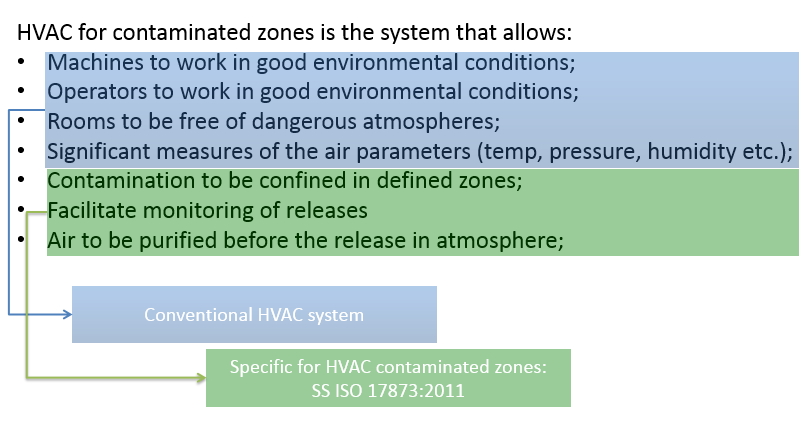 HVAC for contaminated zones is the system that allows:
• Machines to work in good environmental conditions;
• Operators to work in good environmental conditions;
• Rooms to be free of dangerous atmospheres;
• Significant measures of the air parameters (temp, pressure, humidity etc.);
• Contamination to be confined in defined zones;
• Facilitate monitoring of releases
• Air to be purified before the release in atmosphere;
Conventional HVAC system
Specific for HVAC contaminated zones:
SS ISO 17873:2011